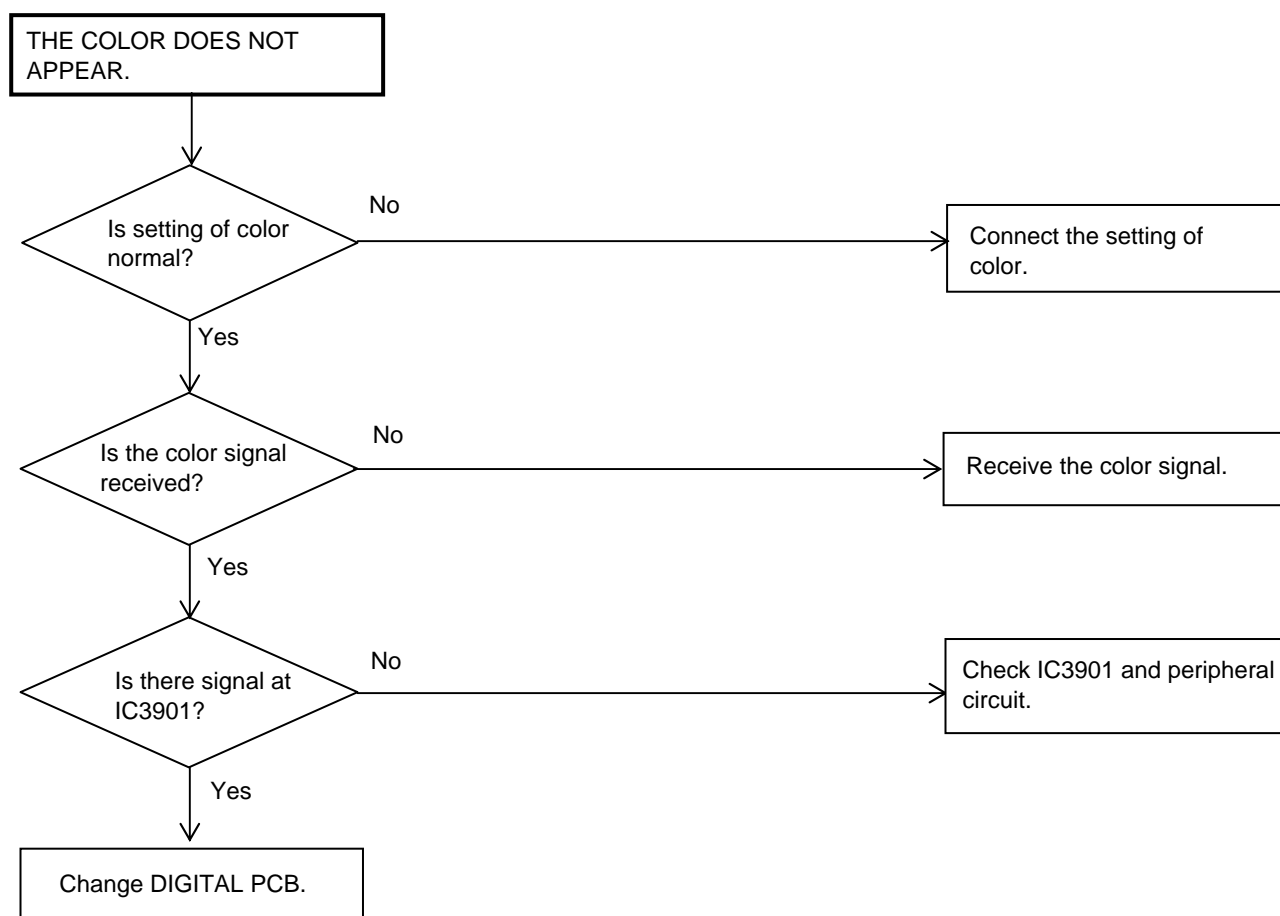 THE COLOR DOES NOT
APPEAR.
Is setting of color
normal?
No
Connect the setting of
color.
Yes
Is the color signal
received?
No
Receive the color signal.
Yes
Is there signal at
IC3901?
No
Check IC3901 and peripheral
circuit.
Yes
Change DIGITAL PCB.